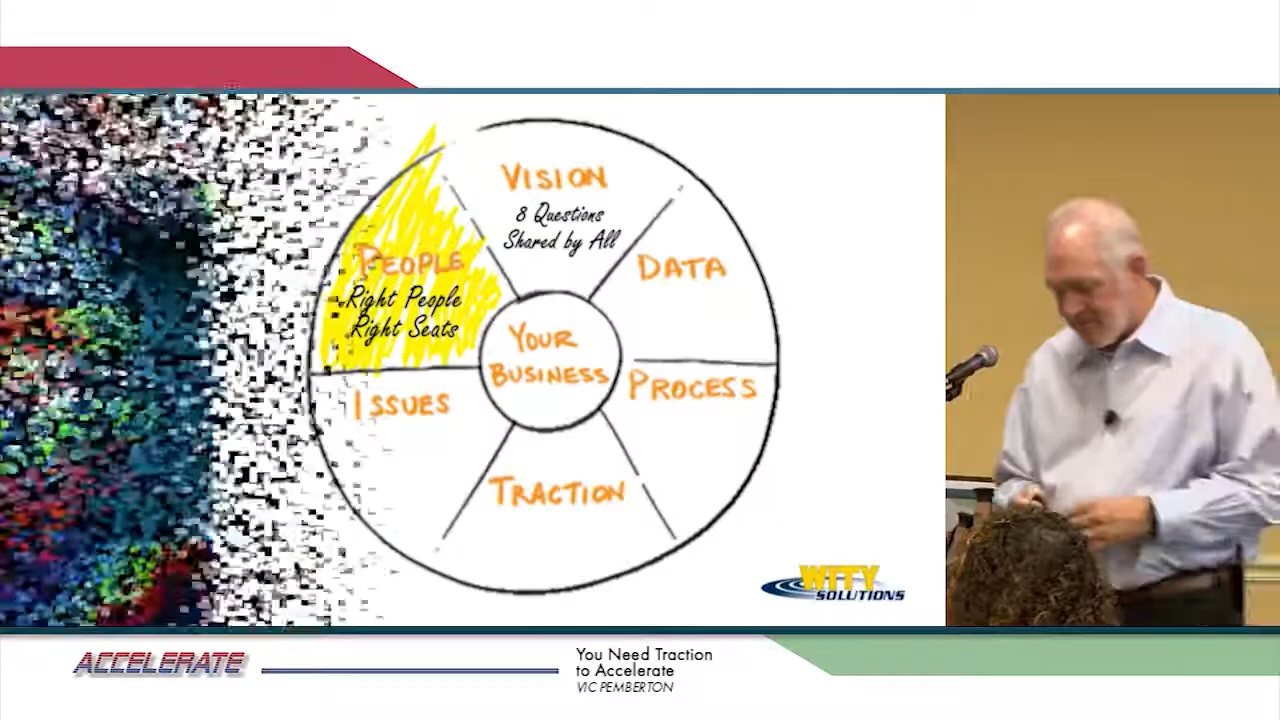 VISION
8 Questions
Shared by All
PEOPLE
Right People
Right Seats
DATA
YOUR
BUSINESS
ISSUES
PROCESS
TRACTION
WITY
SOLUTIONS
ACCELERATE
You Need Traction
to Accelerate
VIC PEMBERTON